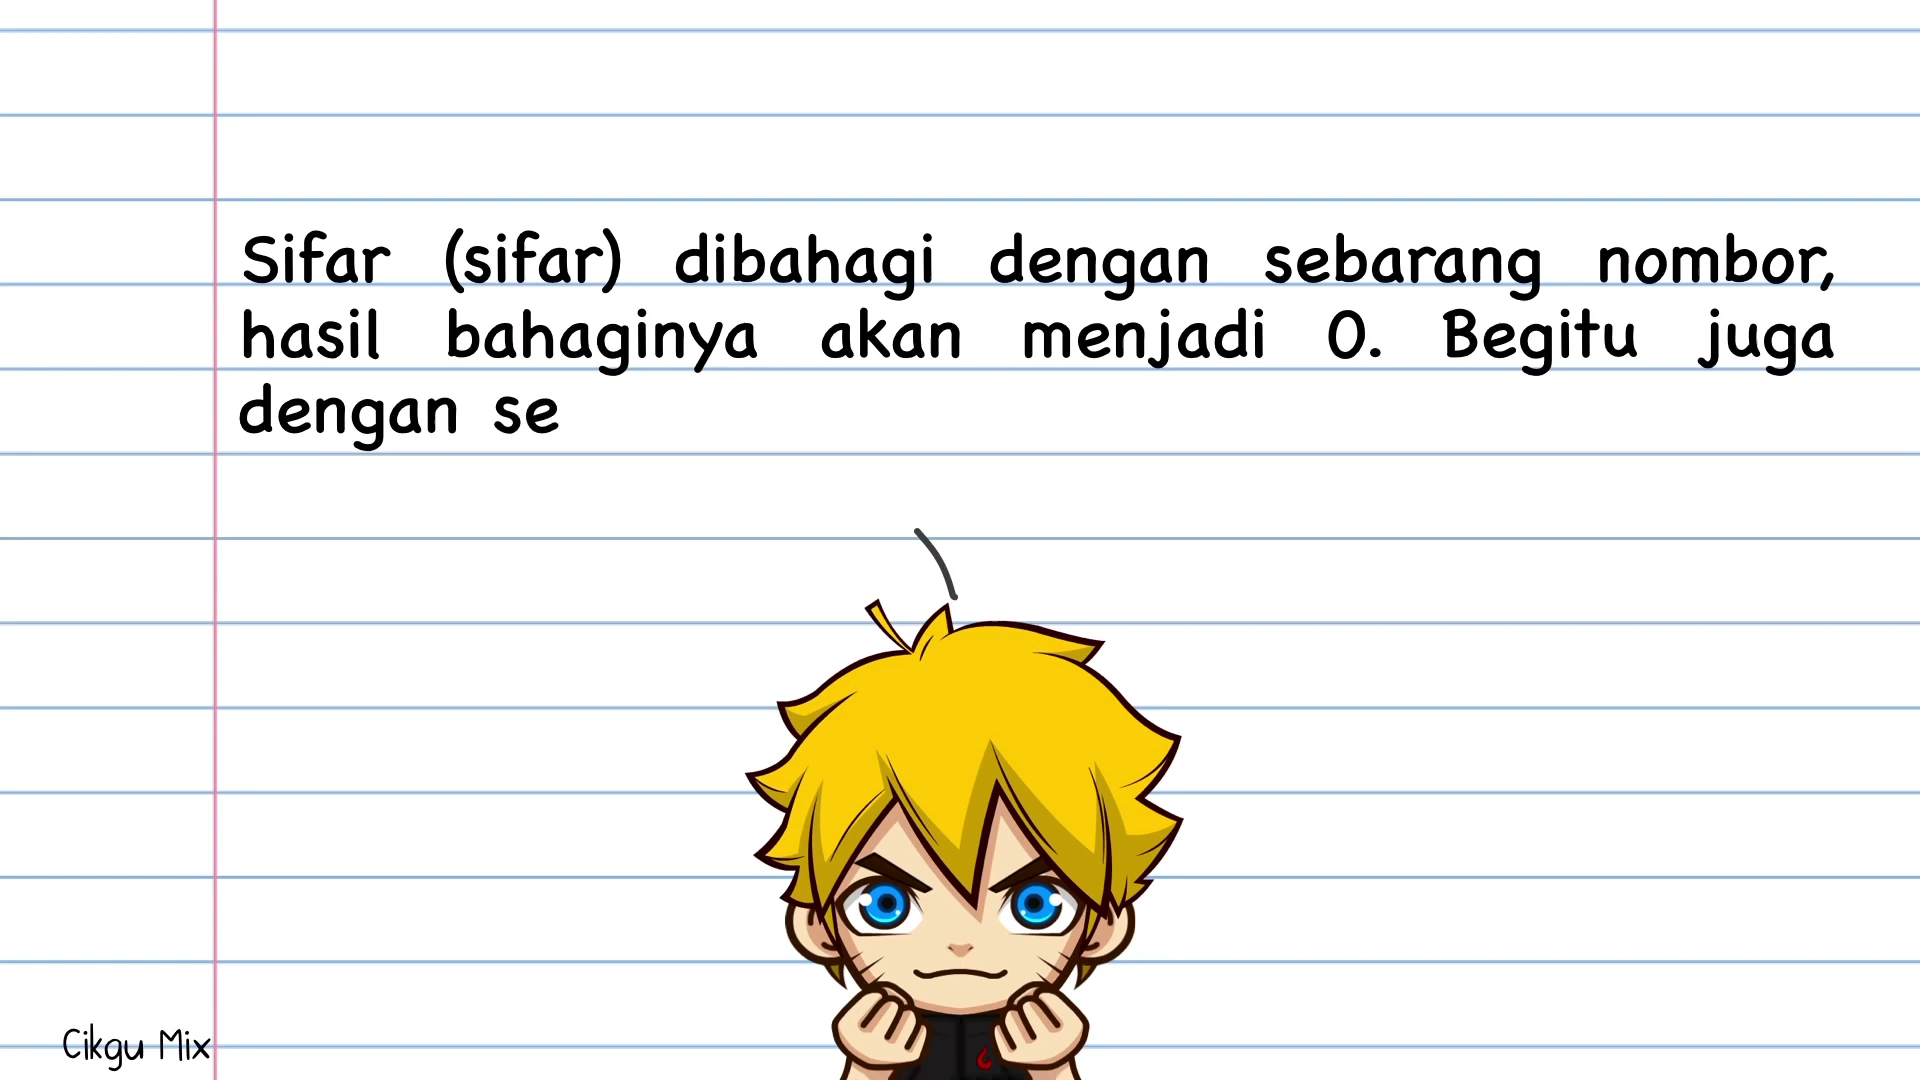 Sifar (sifar) dibahagi dengan sebarang nombor,
hasil bahaginya akan menjadi 0. Begitu juga
dengan se
Cikgu Mix